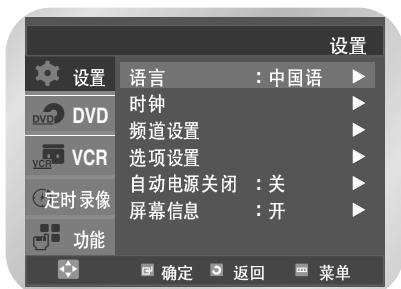 设置
设置
语言 : 中国语 ▶
时钟 ▶
DVD DVD
频道设置 ▶
VCR VCR
选项设置 ▶
自动电源关闭 : 关 ▶
定时录像
屏幕信息 : 开 ▶
功能
确定 返回 菜单